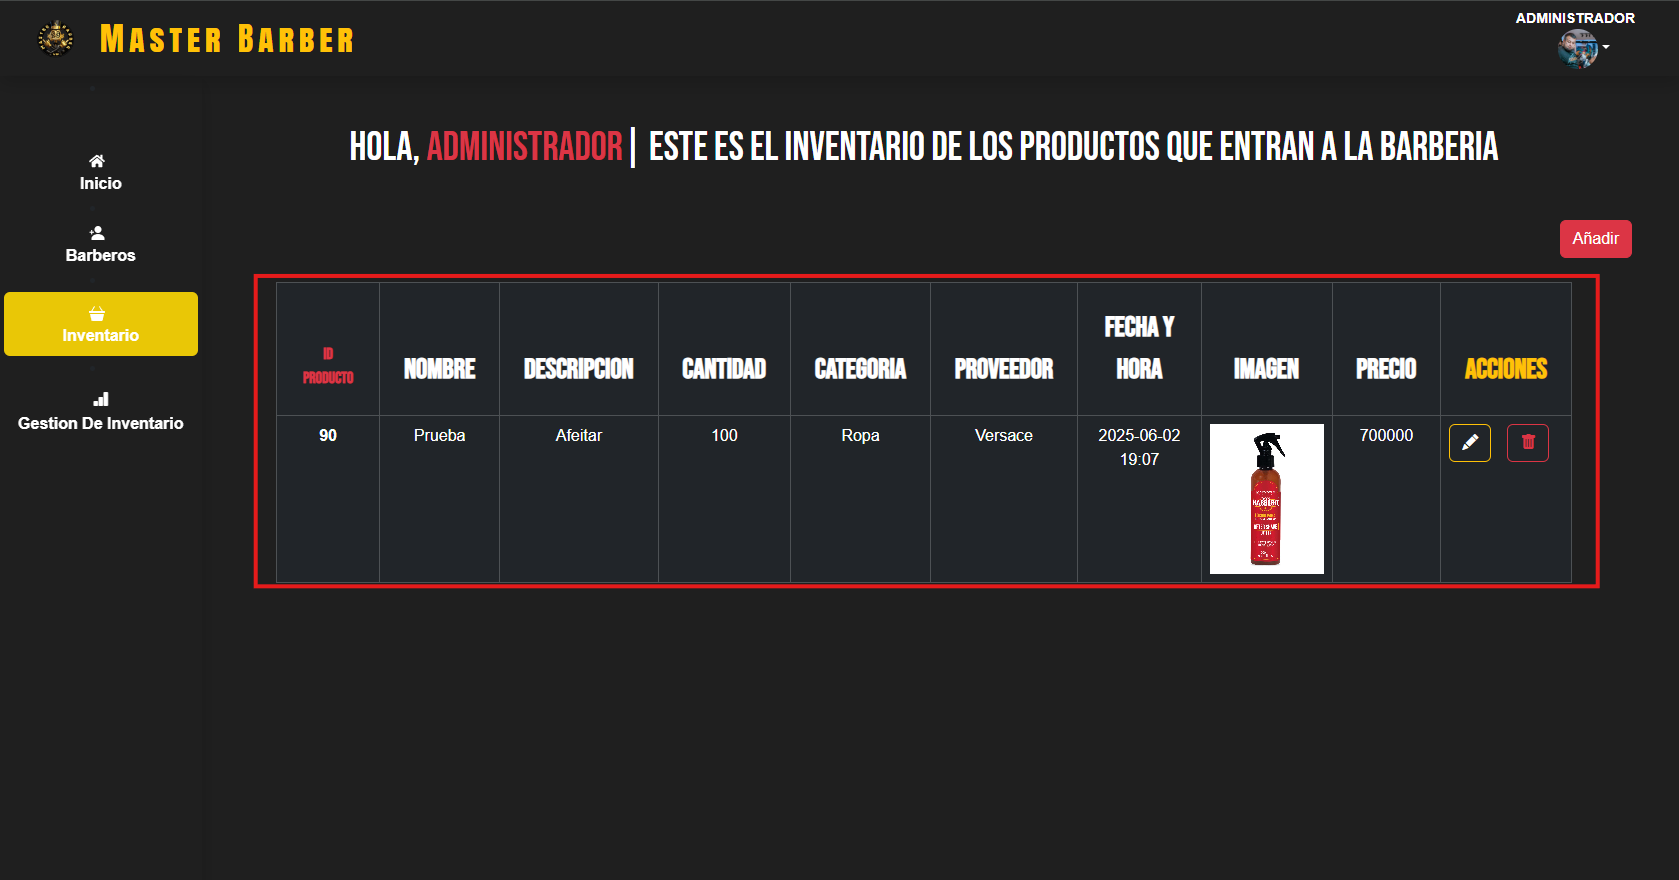 MASTER BARBER
ADMINISTRADOR
Inicio
Barberos
Inventario
Gestion De Inventario
HOLA, ADMINISTRADOR| ESTE ES EL INVENTARIO DE LOS PRODUCTOS QUE ENTRAN A LA BARBERIA
Añadir
ID PRODUCTO NOMBRE DESCRIPCION CANTIDAD CATEGORIA PROVEEDOR FECHA Y HORA IMAGEN PRECIO ACCIONES
90 Prueba Afeitar 100 Ropa Versace 2025-06-02 19:07 700000